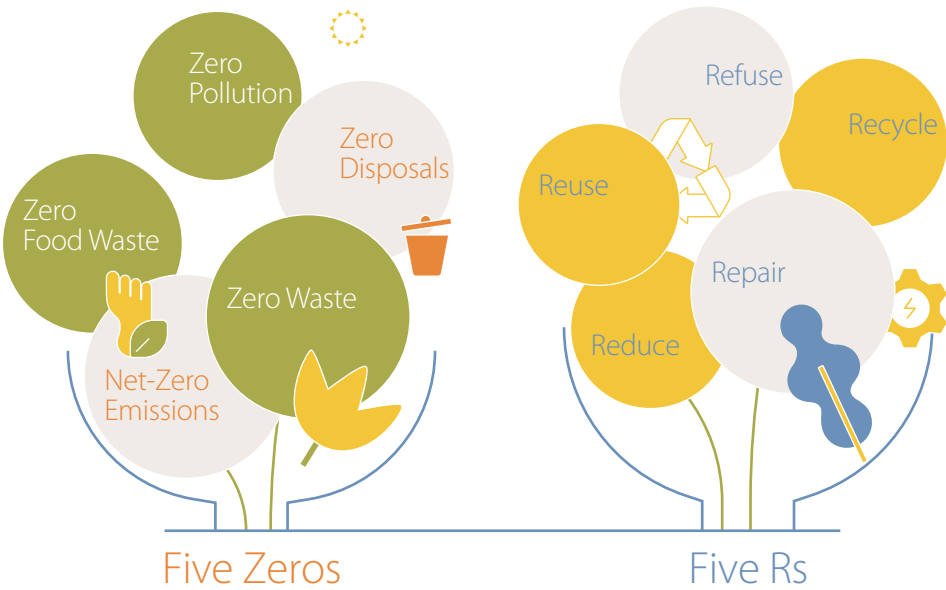 Zero
Pollution
Zero
Disposals
Zero
Food Waste
Zero Waste
Net-Zero
Emissions
Five Zeros
Refuse
Recycle
Reuse
Repair
Reduce
Five Rs